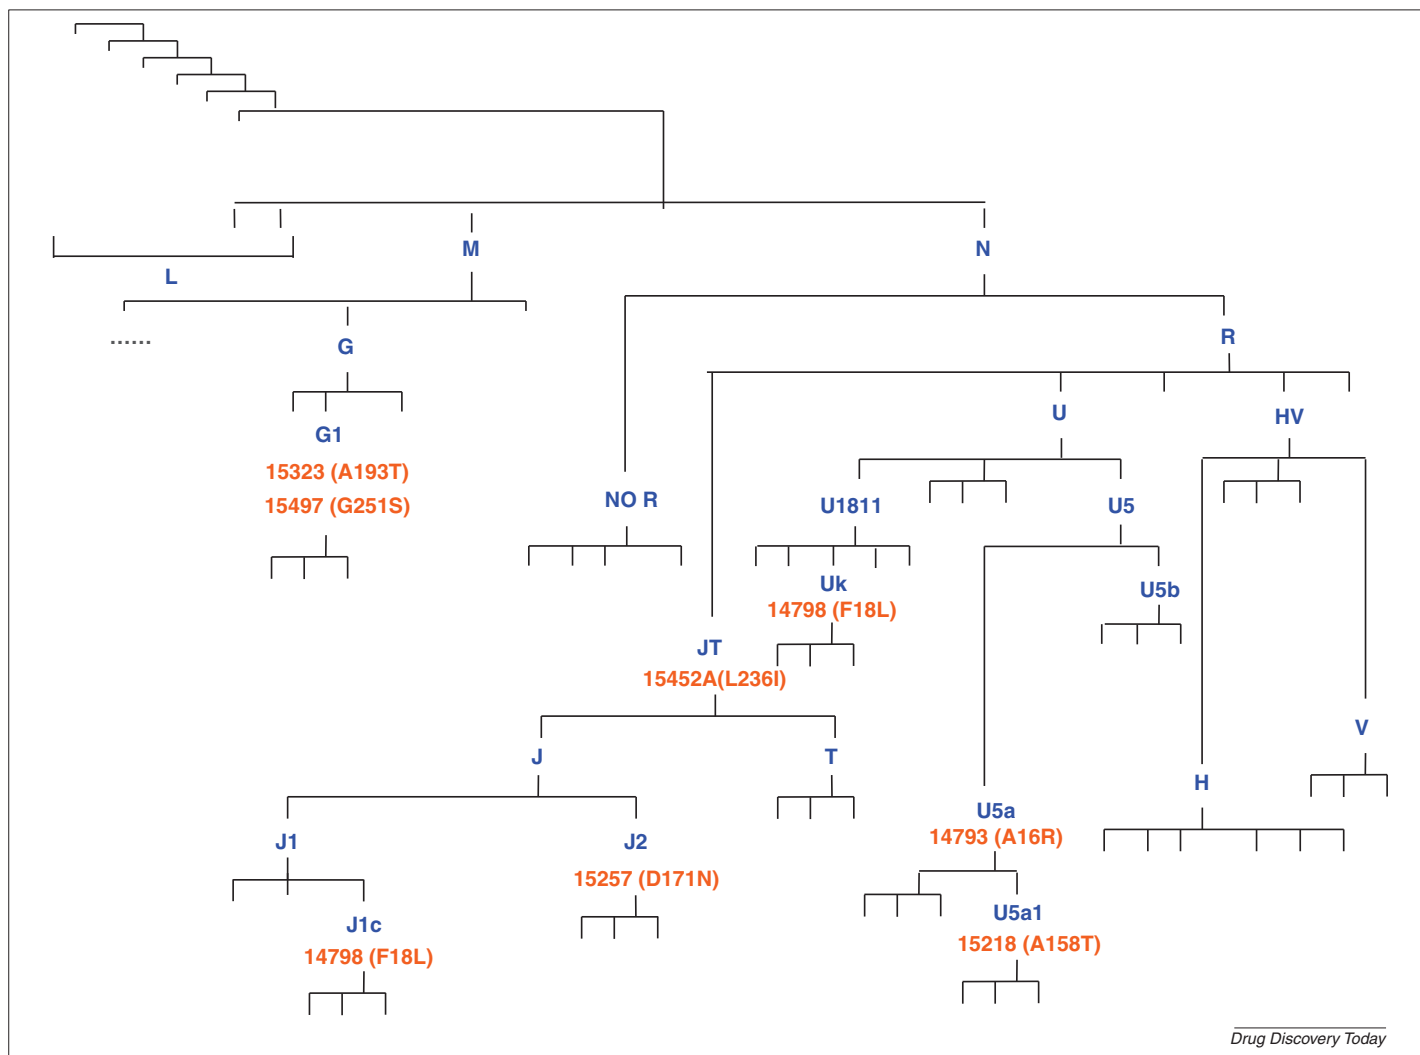 M
N
L
R
......
G
U
HV
G1
15323 (A193T)
15497 (G251S)
NO R
U1811
U5
Uk
14798 (F18L)
U5b
JT
15452A(L236I)
J
T
V
H
J1
J2
U5a
14793 (A16R)
15257 (D171N)
J1c
14798 (F18L)
U5a1
15218 (A158T)
Drug Discovery Today